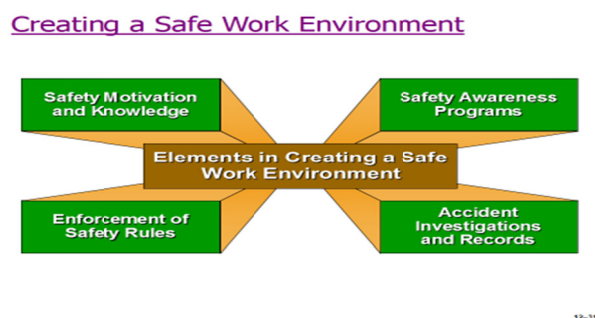 Creating a Safe Work Environment
Safety Motivation
and Knowledge
Safety Awareness
Programs
Elements in Creating a Safe
Work Environment
Enforcement of
Safety Rules
Accident
Investigations
and Records